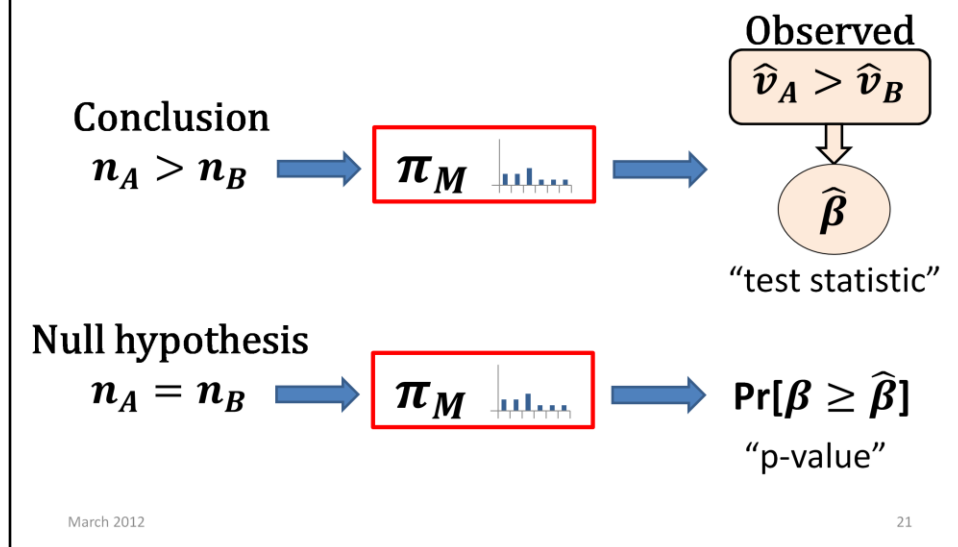 Observed
v̂_A > v̂_B
Conclusion
n_A > n_B
π_M
β̂
“test statistic”
Null hypothesis
n_A = n_B
π_M
Pr[β ≥ β̂]
“p-value”
March 2012
21